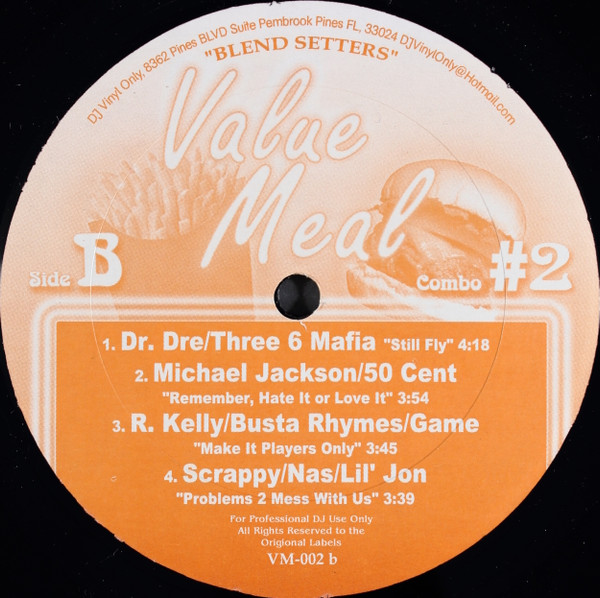 DJ Vinyl Only, 8362 Pines BLVD Suite Pembrook Pines FL, 33024 DJVinylOnly@Hotmail.com
"BLEND SETTERS"
Value
Meal
Side B
Combo #2
1. Dr. Dre/Three 6 Mafia "Still Fly" 4:18
2. Michael Jackson/50 Cent
"Remember, Hate It or Love It" 3:54
3. R. Kelly/Busta Rhymes/Game
"Make It Players Only" 3:45
4. Scrappy/Nas/Lil' Jon
"Problems 2 Mess With Us" 3:39
For Professional DJ Use Only
All Rights Reserved to the
Origional Labels
VM-002 b